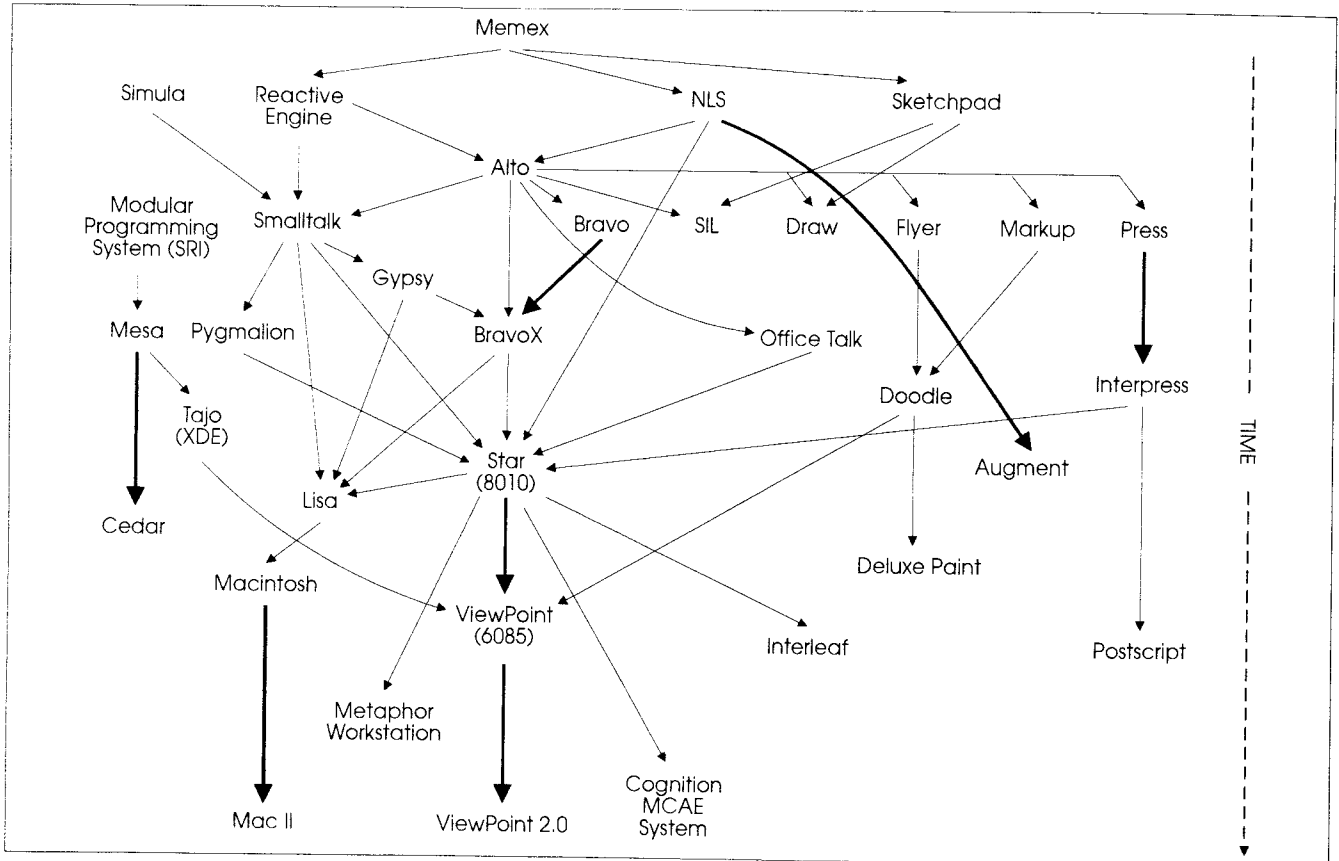 Memex
Simula
Reactive
Engine
NLS
Sketchpad
Alto
Modular
Programming
System (SRI)
Smalltalk
Bravo
SIL
Draw
Flyer
Markup
Press
Gypsy
Mesa
Pygmalion
BravoX
Office Talk
Doodle
Interpress
Tajo
(XDE)
Star
(8010)
Augment
TIME
Lisa
Cedar
Macintosh
Deluxe Paint
ViewPoint
(6085)
Interleaf
Postscript
Metaphor
Workstation
Cognition
MCAE
System
Mac II
ViewPoint 2.0